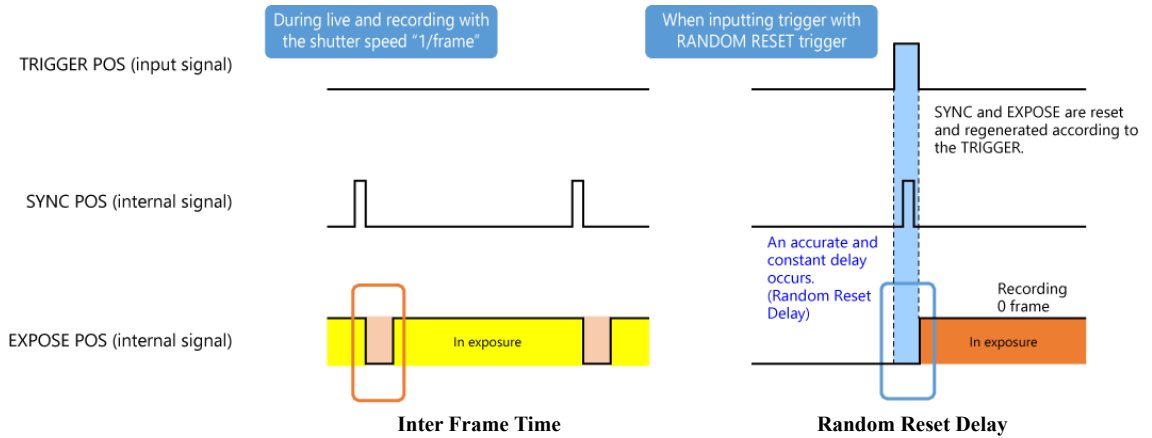 During live and recording with
the shutter speed “1/frame”
When inputting trigger with
RANDOM RESET trigger
TRIGGER POS (input signal)
SYNC and EXPOSE are reset
and regenerated according to
the TRIGGER.
SYNC POS (internal signal)
An accurate and
constant delay
occurs.
(Random Reset
Delay)
Recording
0 frame
EXPOSE POS (internal signal)
In exposure
In exposure
Inter Frame Time
Random Reset Delay